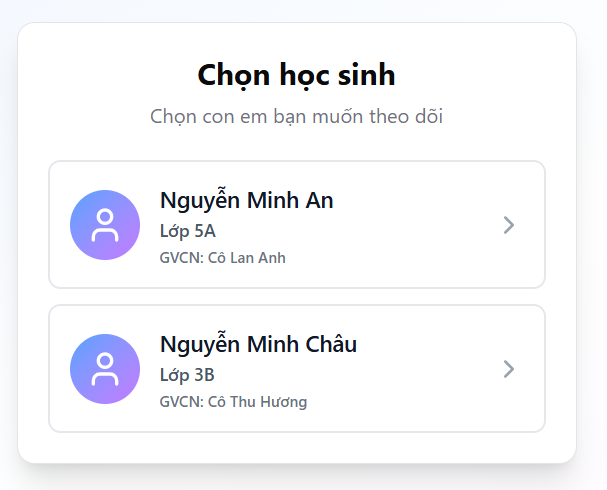 Chọn học sinh
Chọn con em bạn muốn theo dõi
Nguyễn Minh An
Lớp 5A
GVCN: Cô Lan Anh
Nguyễn Minh Châu
Lớp 3B
GVCN: Cô Thu Hương